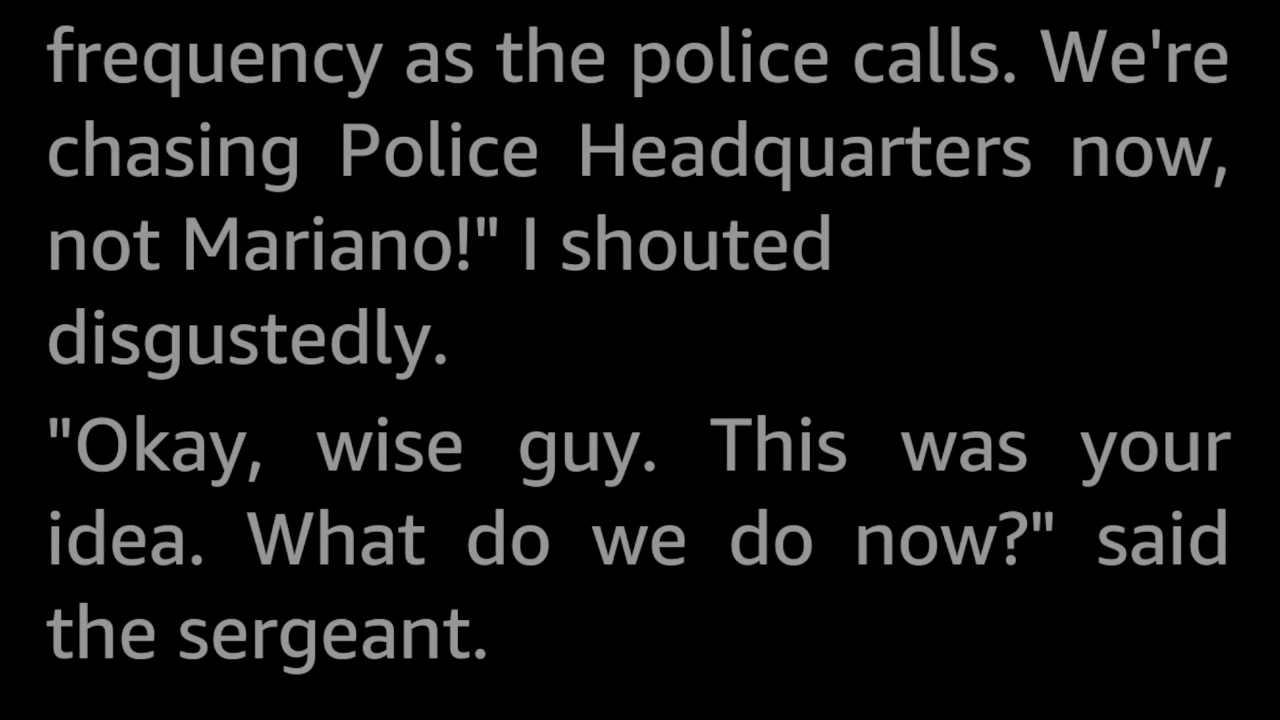 frequency as the police calls. We're
chasing Police Headquarters now,
not Mariano!" I shouted
disgustedly.
"Okay, wise guy. This was your
idea. What do we do now?" said
the sergeant.